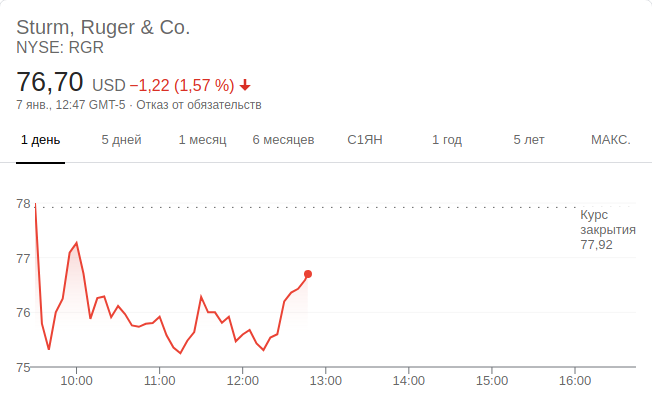 Sturm, Ruger & Co.
NYSE: RGR
76,70 USD −1,22 (1,57 %)
7 янв., 12:47 GMT-5 · Отказ от обязательств
1 день 5 дней 1 месяц 6 месяцев С1ЯН 1 год 5 лет МАКС.
78
Курс
закрытия
77,92
77
76
75
10:00 11:00 12:00 13:00 14:00 15:00 16:00